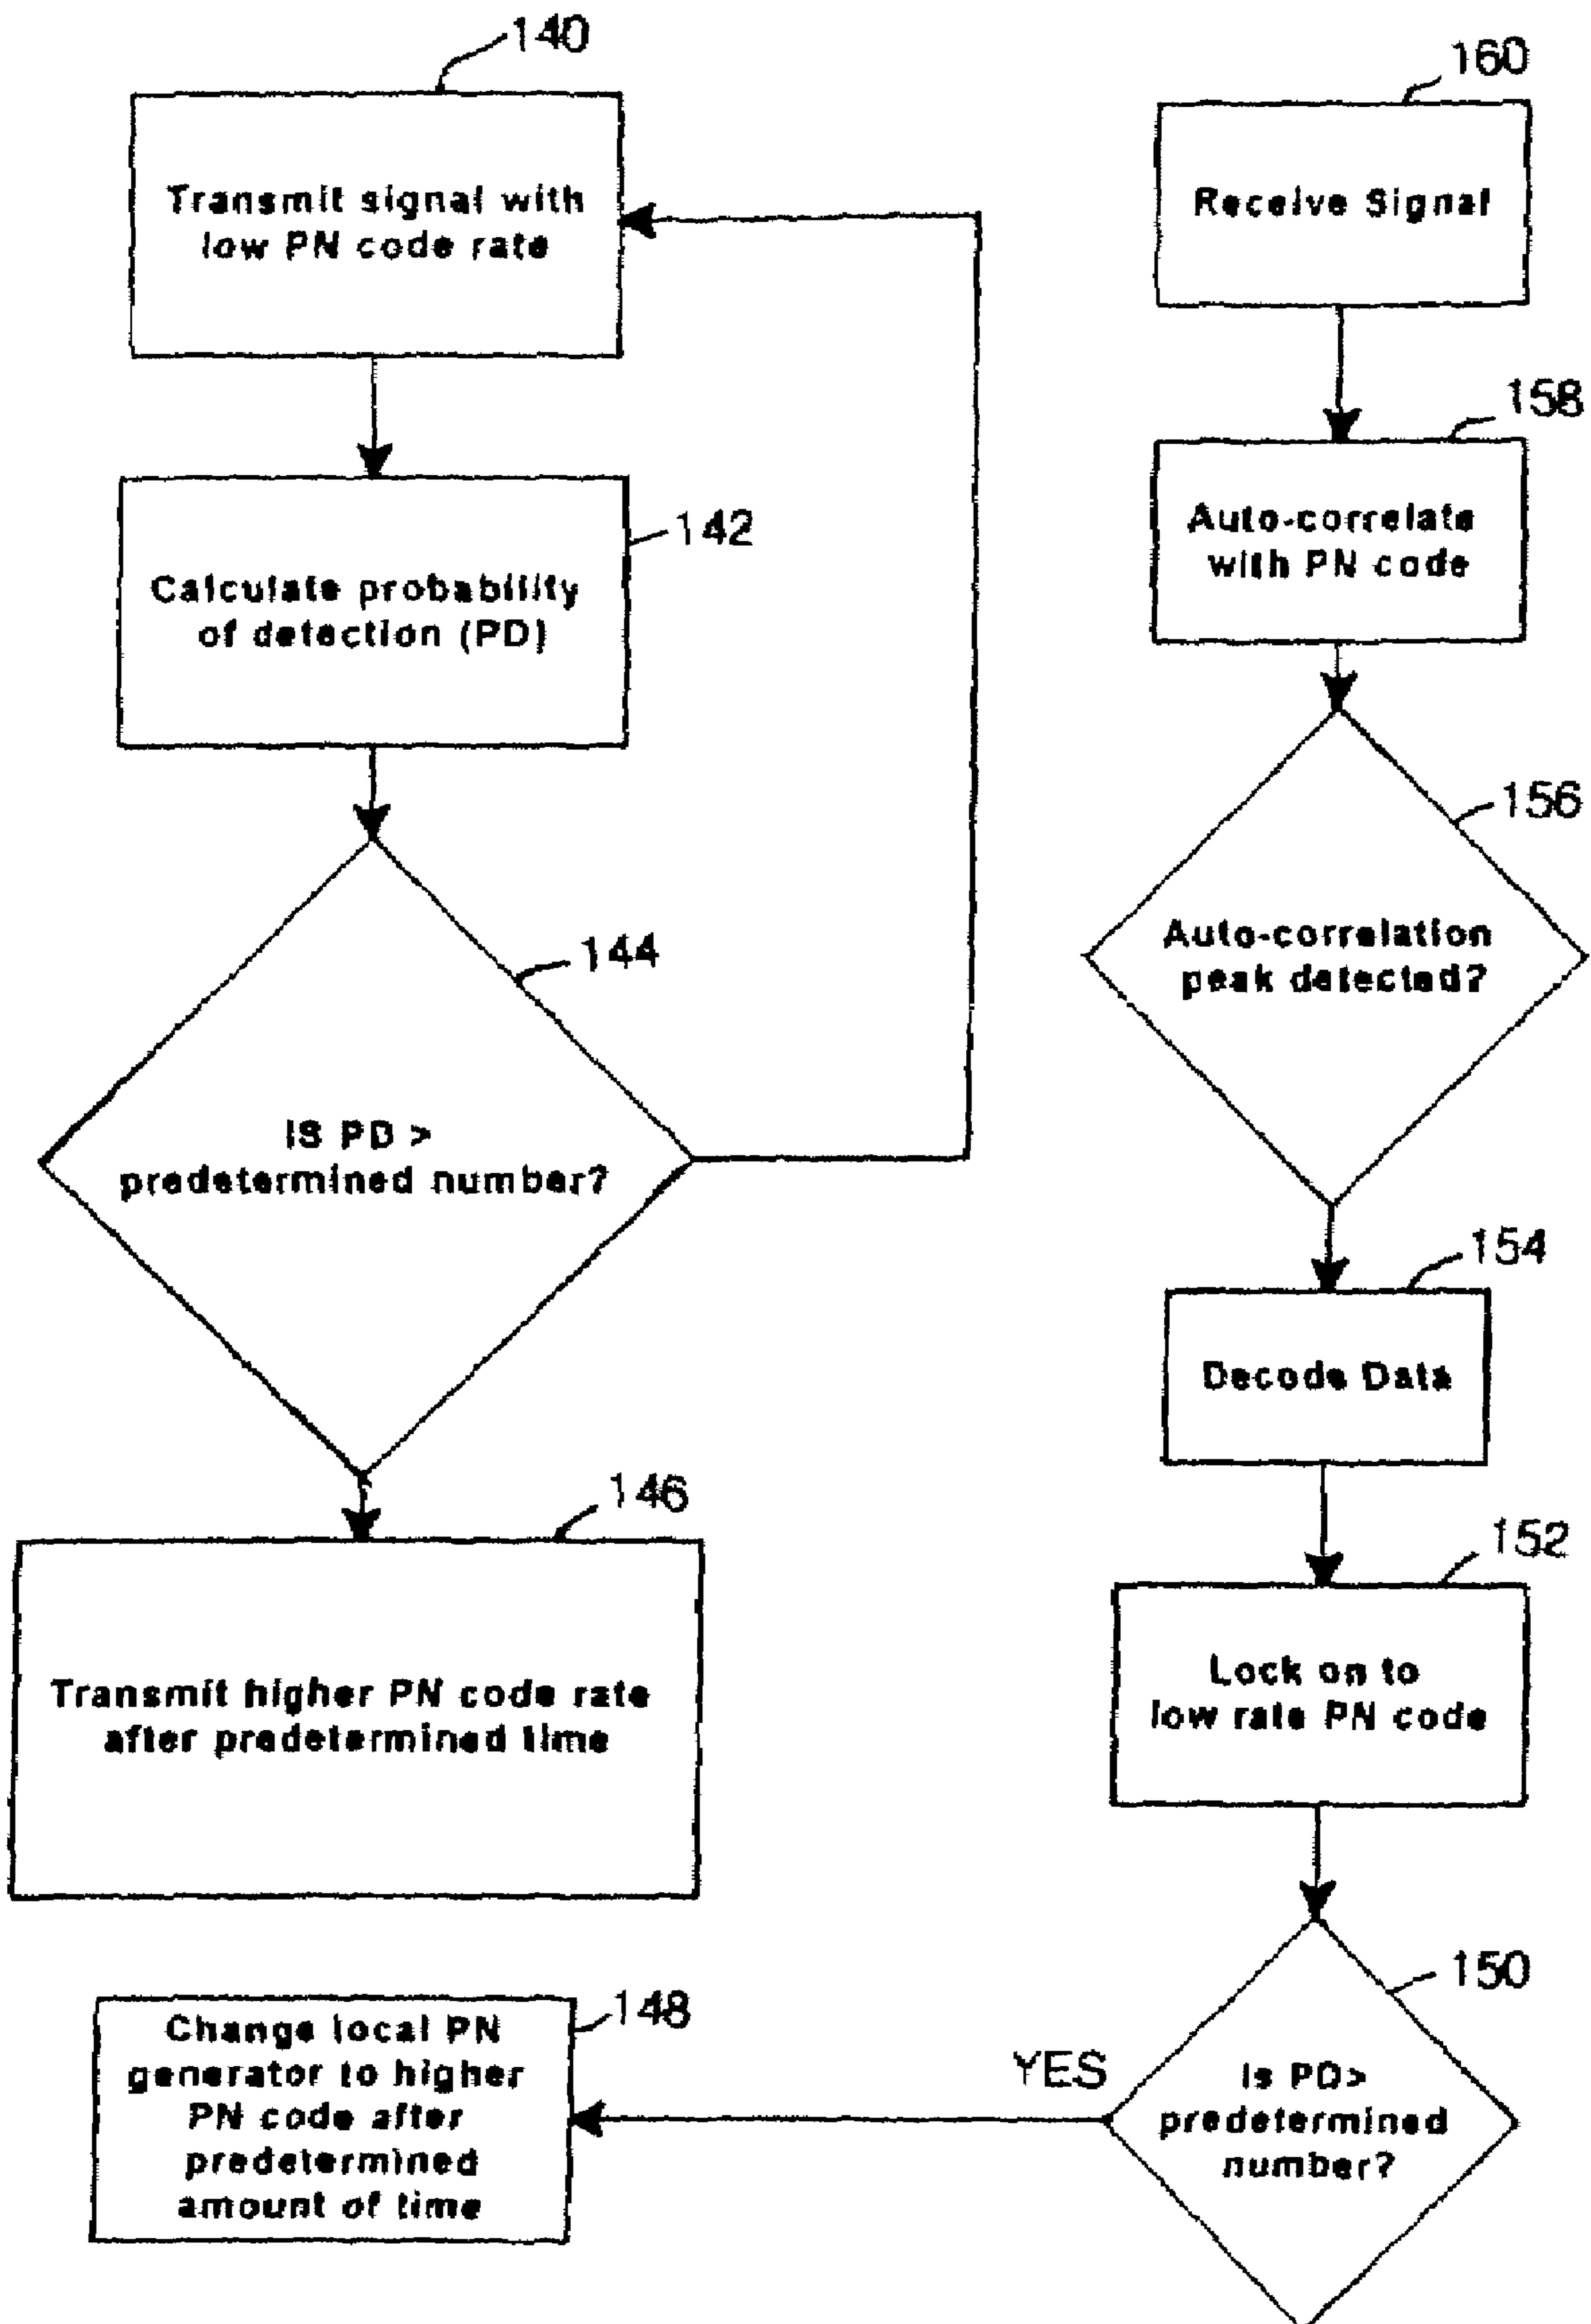 140
Transmit signal with
low PN code rate
142
Calculate probability
of detection (PD)
144
IS PD >
predetermined number?
146
Transmit higher PN code rate
after predetermined time
148
Change local PN
generator to higher
PN code after
predetermined
amount of time
160
Receive Signal
158
Auto-correlate
with PN code
156
Auto-correlation
peak detected?
154
Decode Data
152
Lock on to
low rate PN code
150
Is PD>
predetermined
number?
YES